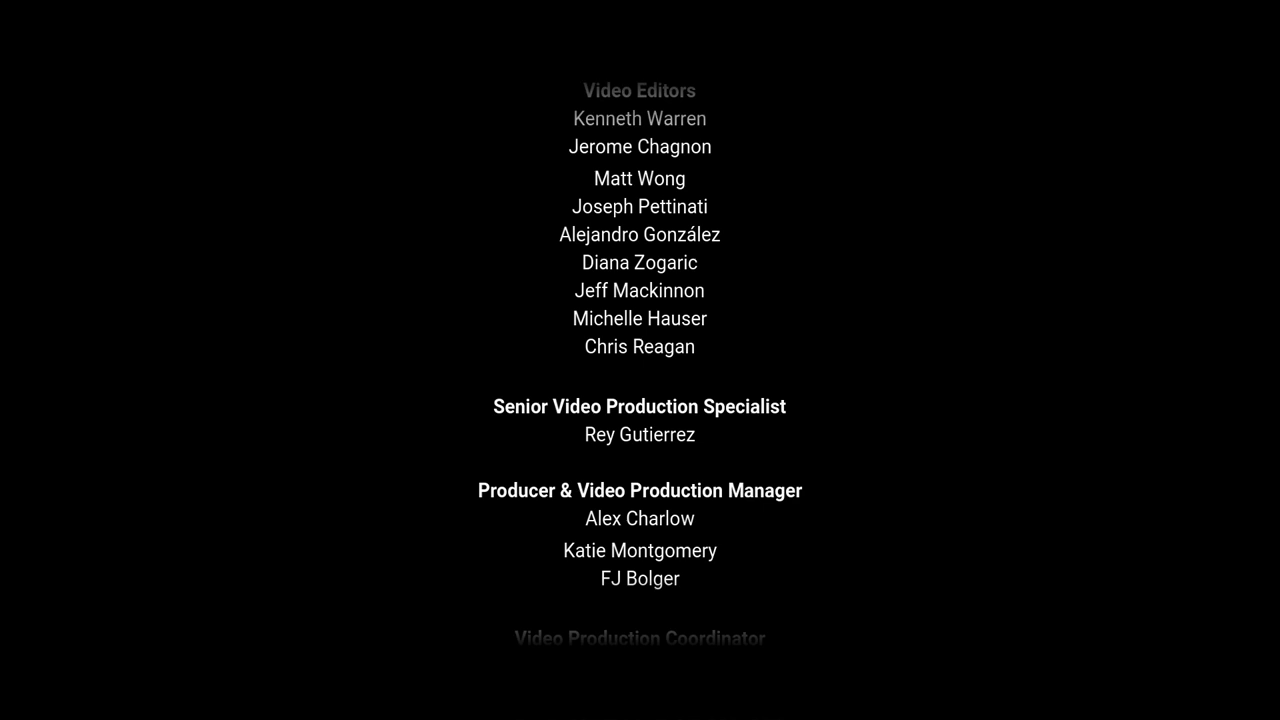 Video Editors
Kenneth Warren
Jerome Chagnon
Matt Wong
Joseph Pettinati
Alejandro González
Diana Zogaric
Jeff Mackinnon
Michelle Hauser
Chris Reagan
Senior Video Production Specialist
Rey Gutierrez
Producer & Video Production Manager
Alex Charlow
Katie Montgomery
FJ Bolger
Video Production Coordinator